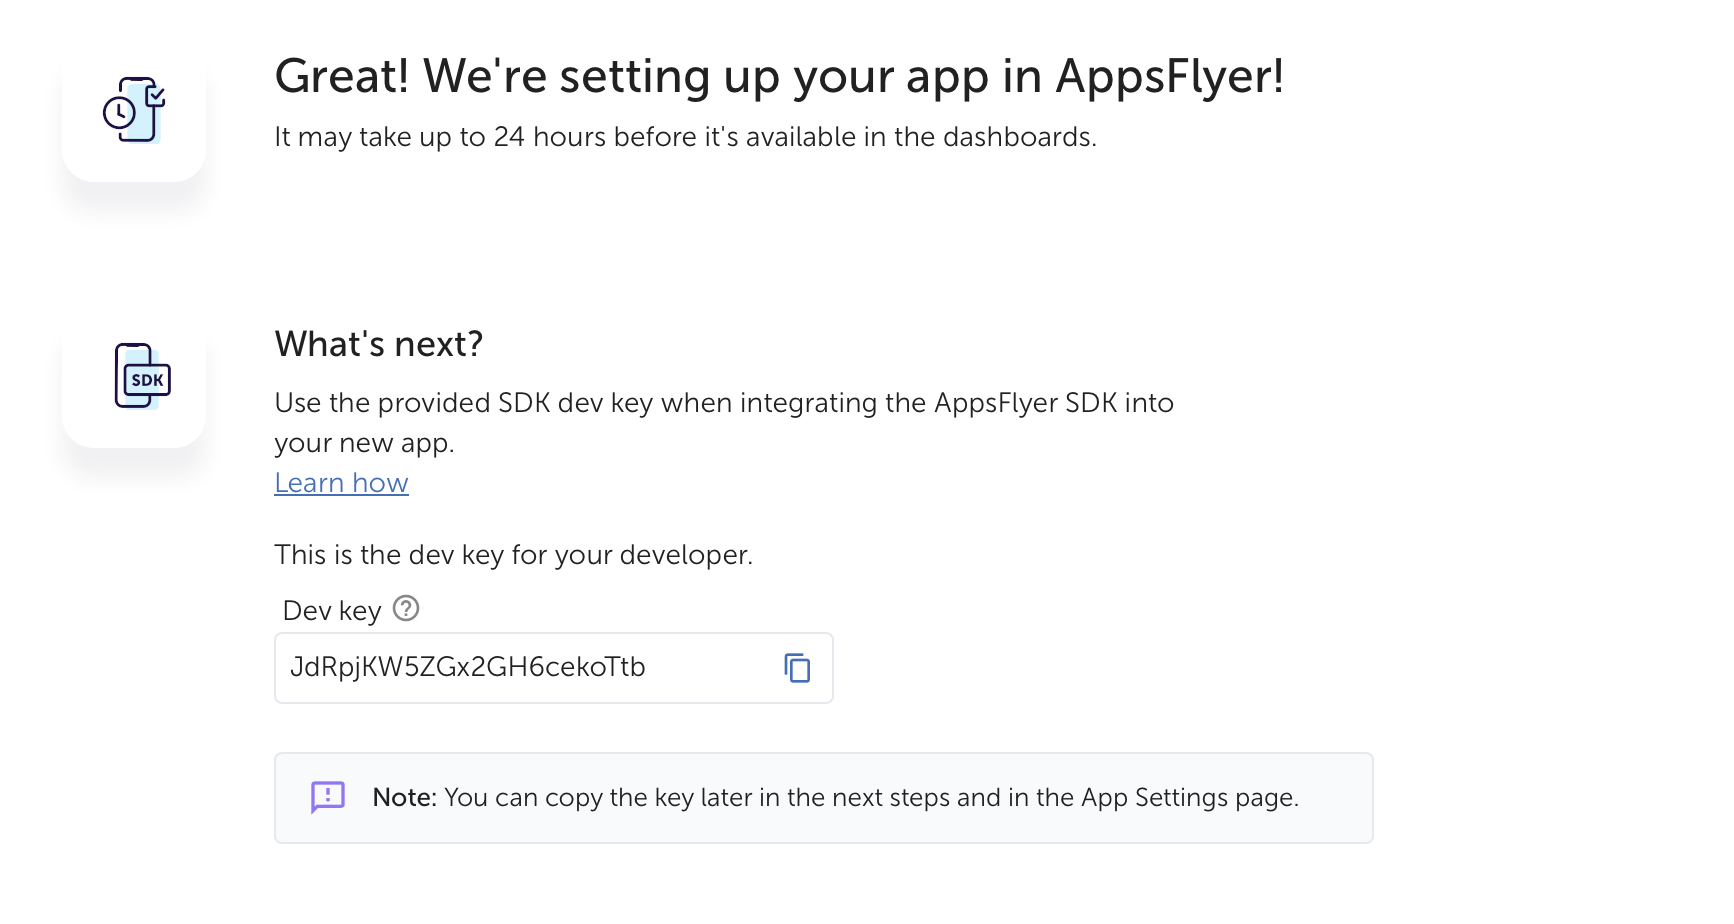 Great! We're setting up your app in AppsFlyer!
It may take up to 24 hours before it's available in the dashboards.
SDK
What's next?
Use the provided SDK dev key when integrating the AppsFlyer SDK into
your new app.
Learn how
This is the dev key for your developer.
Dev key ?
JdRpjKW5ZGx2GH6cekoTtb
Note: You can copy the key later in the next steps and in the App Settings page.